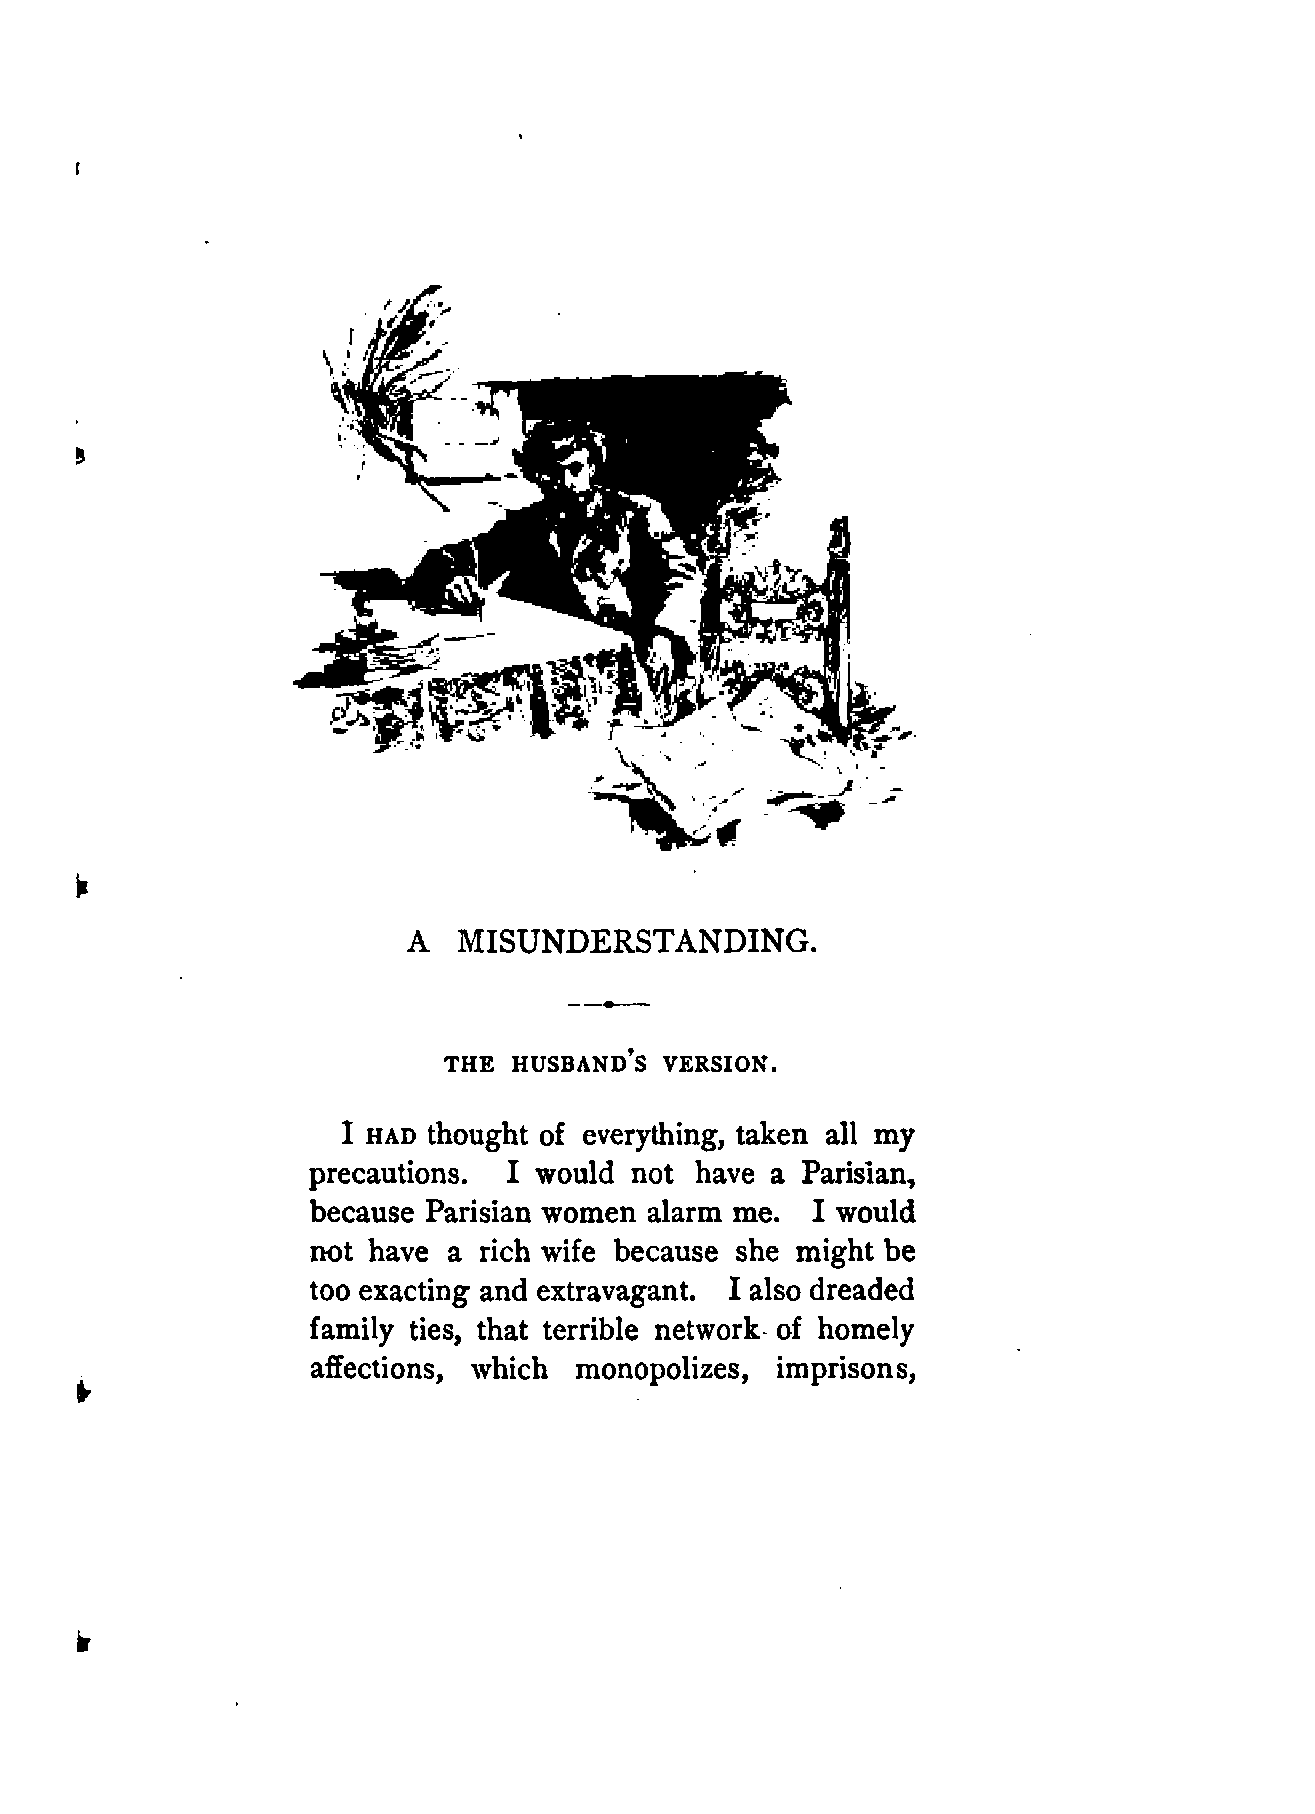 A MISUNDERSTANDING.
THE HUSBAND'S VERSION.
I HAD thought of everything, taken all my
precautions. I would not have a Parisian,
because Parisian women alarm me. I would
not have a rich wife because she might be
too exacting and extravagant. I also dreaded
family ties, that terrible network of homely
affections, which monopolizes, imprisons,